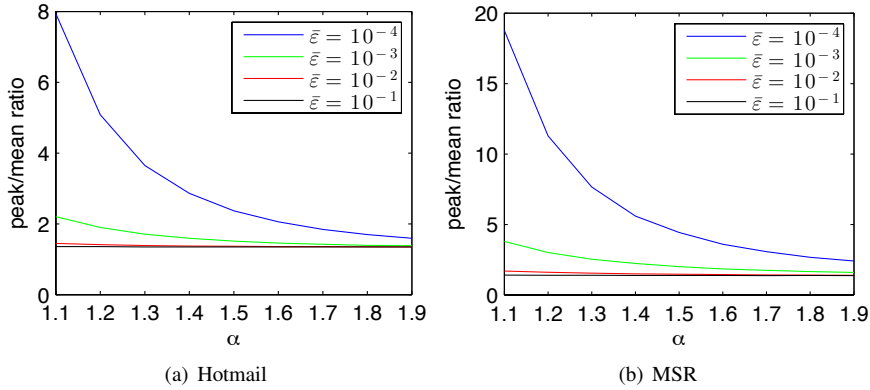 8
6
4
2
0
peak/mean ratio
ε̄ = 10⁻⁴
ε̄ = 10⁻³
ε̄ = 10⁻²
ε̄ = 10⁻¹
1.1 1.2 1.3 1.4 1.5 1.6 1.7 1.8 1.9
α
(a) Hotmail
20
15
10
5
0
peak/mean ratio
ε̄ = 10⁻⁴
ε̄ = 10⁻³
ε̄ = 10⁻²
ε̄ = 10⁻¹
1.1 1.2 1.3 1.4 1.5 1.6 1.7 1.8 1.9
α
(b) MSR